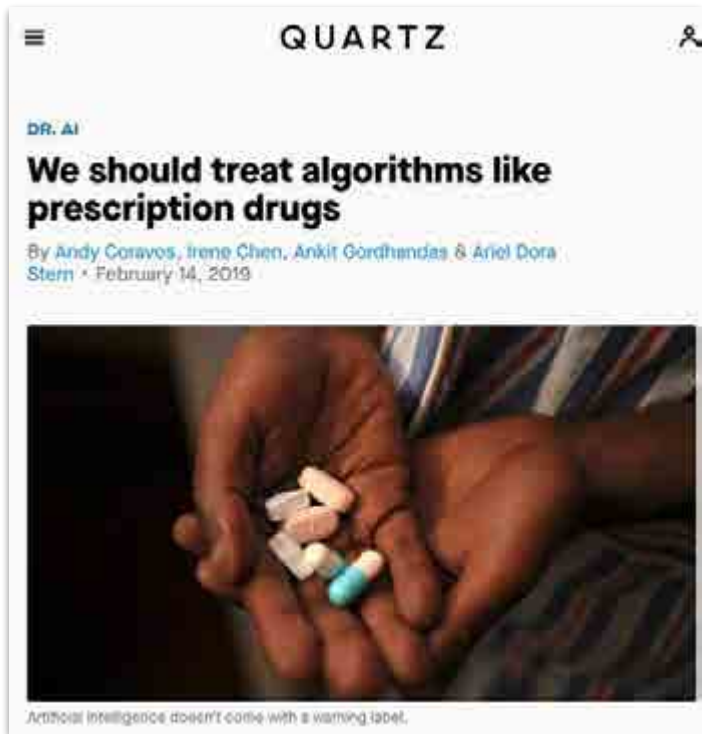 QUARTZ
DR. AI
We should treat algorithms like
prescription drugs
By Andy Coravos, Irene Chen, Ankit Gordhandas & Ariel Dora
Stern • February 14, 2019
Artificial intelligence doesn't come with a warning label.